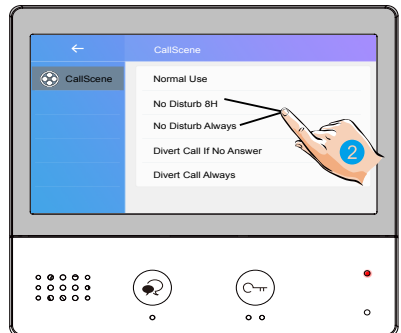 CallScene
CallScene
Normal Use
No Disturb 8H
No Disturb Always
Divert Call If No Answer
Divert Call Always
2